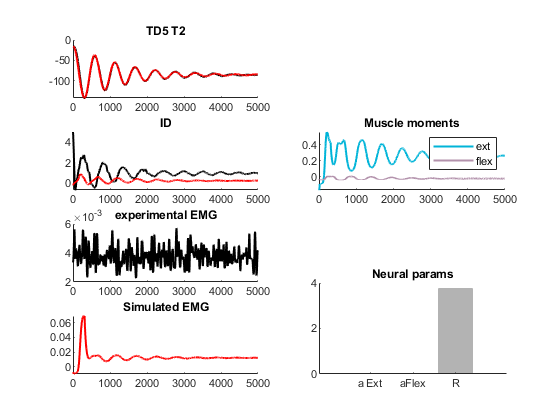 TD5 T2
0
-50
-100
0 1000 2000 3000 4000 5000
ID
4
2
0
0 1000 2000 3000 4000 5000
Muscle moments
0.4
0.2
0
ext
flex
0 1000 2000 3000 4000 5000
×10^-3 experimental EMG
6
4
2
0 1000 2000 3000 4000 5000
Simulated EMG
0.06
0.04
0.02
0
0 1000 2000 3000 4000 5000
Neural params
4
2
0
a Ext aFlex R